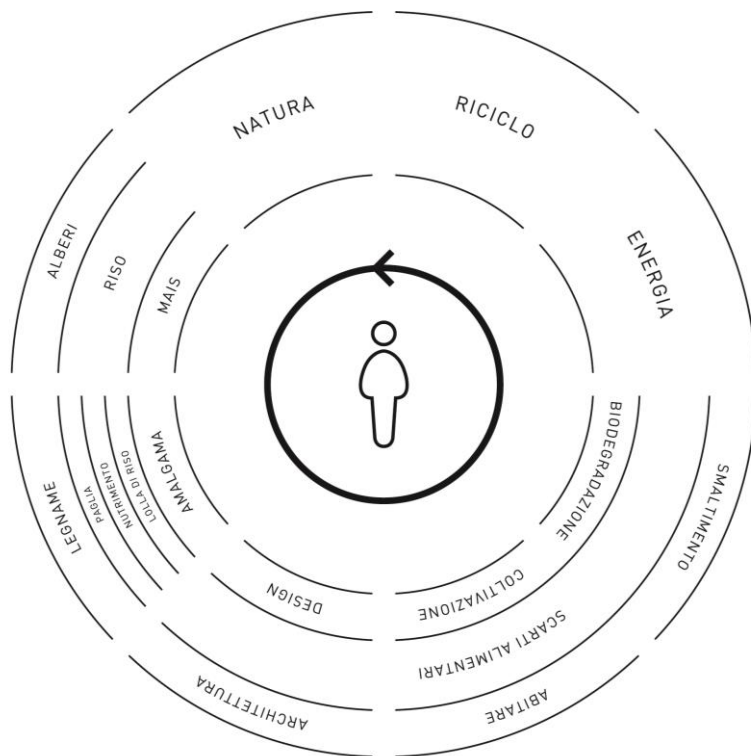 NATURA
RICICLO
ALBERI
RISO
MAIS
ENERGIA
LEGNAME
PAGLIA
NUTRIMENTO
LOLLA DI RISO
AMALGAMA
BIODEGRADAZIONE
SMALTIMENTO
DESIGN
COLTIVAZIONE
SCARTI ALIMENTARI
ARCHITETTURA
ABITARE